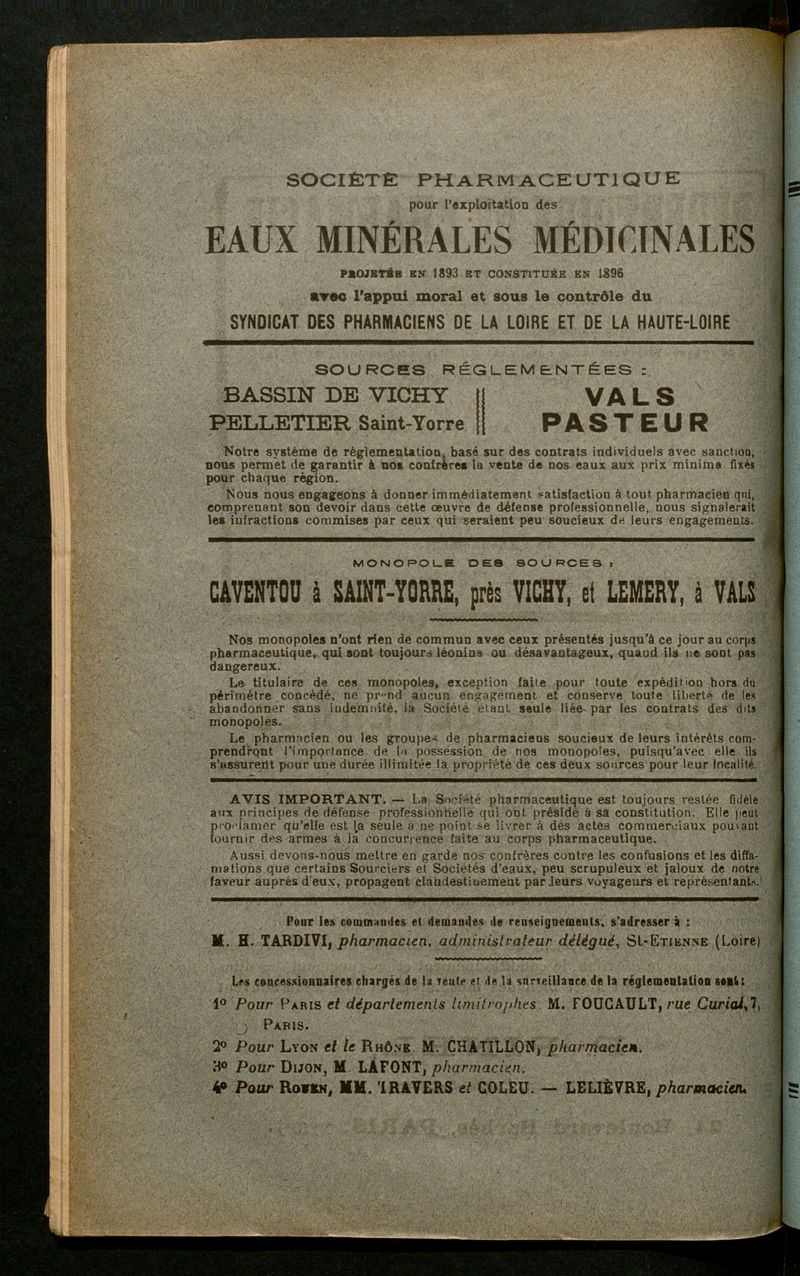 SOCIÉTÉ PHARMACEUTIQUE
pour l'exploitation des
EAUX MINÉRALES MÉDICINALES
PROJETÉE EN 1893 ET CONSTITUÉE EN 1896
avec l'appui moral et sous le contrôle du
SYNDICAT DES PHARMACIENS DE LA LOIRE ET DE LA HAUTE-LOIRE
SOURCES RÉGLEMENTÉES :
BASSIN DE VICHY
PELLETIER Saint-Yorre
VALS
PASTEUR
Notre système de réglementation, basé sur des contrats individuels avec sanction,
nous permet de garantir à nos confrères la vente de nos eaux aux prix minima fixés
pour chaque région.
Nous nous engageons à donner immédiatement satisfaction à tout pharmacien qui,
comprenant son devoir dans cette œuvre de défense professionnelle, nous signalerait
les infractions commises par ceux qui seraient peu soucieux de leurs engagements.
MONOPOLE DES SOURCES :
CAVENTOU à SAINT-YORRE, près VICHY, et LEMERY, à VALS
Nos monopoles n'ont rien de commun avec ceux présentés jusqu'à ce jour au corps
pharmaceutique, qui sont toujours léonins ou désavantageux, quand ils ne sont pas
dangereux.
Le titulaire de ces monopoles, exception faite pour toute expédition hors du
périmètre concédé, ne prend aucun engagement et conserve toute liberté de les
abandonner sans indemnité, la Société étant seule liée par les contrats des dits
monopoles.
Le pharmacien ou les groupes de pharmaciens soucieux de leurs intérêts com-
prendront l'importance de la possession de nos monopoles, puisqu'avec elle ils
s'assurent pour une durée illimitée la propriété de ces deux sources pour leur localité.
AVIS IMPORTANT. — La Société pharmaceutique est toujours restée fidèle
aux principes de défense professionnelle qui ont présidé à sa constitution. Elle peut
proclamer qu'elle est la seule à ne point se livrer à des actes commerciaux pouvant
fournir des armes à la concurrence faite au corps pharmaceutique.
Aussi devons-nous mettre en garde nos confrères contre les confusions et les diffa-
mations que certains Sourciers et Sociétés d'eaux, peu scrupuleux et jaloux de notre
faveur auprès d'eux, propagent clandestinement par leurs voyageurs et représentants.
Pour les commandes et demandes de renseignements, s'adresser à :
M. H. TARDIVI, pharmacien, administrateur délégué, St-ETIENNE (Loire)
Les concessionnaires chargés de la vente et de la surveillance de la réglementation sont :
1° Pour PARIS et départements limitrophes M. FOUCAULT, rue Curial, 7,
PARIS.
2° Pour LYON et le RHÔNE M. CHATILLON, pharmacien.
3° Pour DIJON, M LAFONT, pharmacien.
4° Pour ROUEN, MM. TRAVERS et COLEU. — LELIÈVRE, pharmacien.